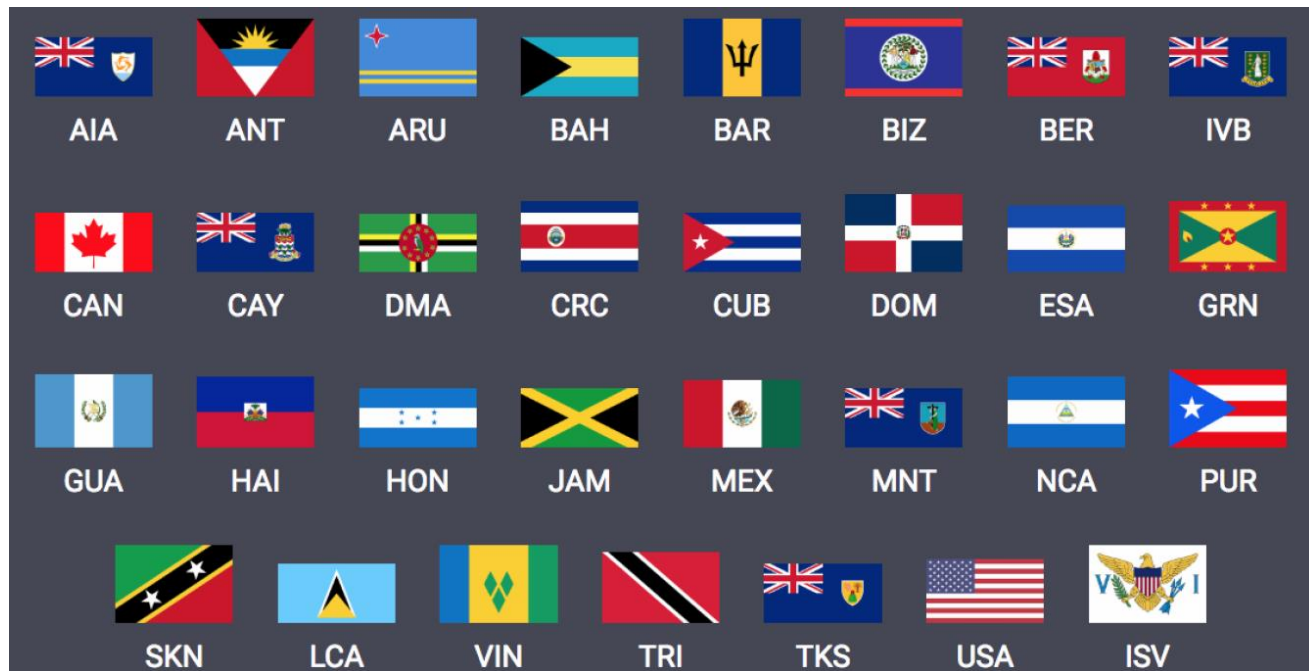 AIA ANT ARU BAH BAR BIZ BER IVB
CAN CAY DMA CRC CUB DOM ESA GRN
GUA HAI HON JAM MEX MNT NCA PUR
V I
SKN LCA VIN TRI TKS USA ISV